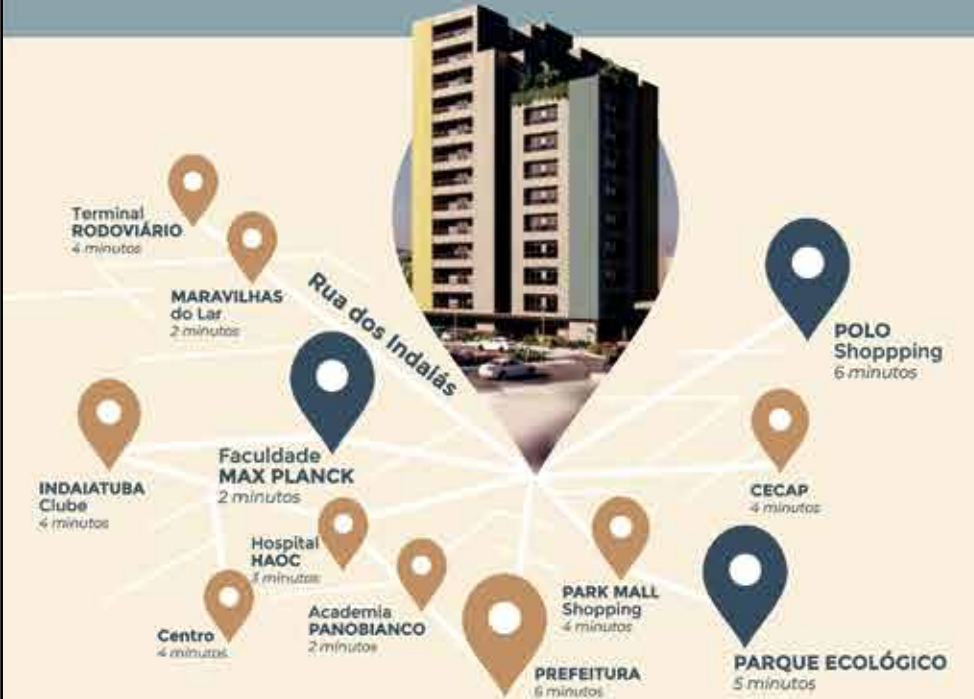 Terminal
RODOVIÁRIO
4 minutos
MARAVILHAS
do Lar
2 minutos
Rua dos Indaiás
POLO
Shoppping
6 minutos
Faculdade
MAX PLANCK
2 minutos
INDAIATUBA
Clube
4 minutos
CECAP
4 minutos
Hospital
HAOC
3 minutos
Centro
4 minutos
Academia
PANOBIANCO
2 minutos
PARK MALL
Shopping
4 minutos
PREFEITURA
6 minutos
PARQUE ECOLÓGICO
5 minutos